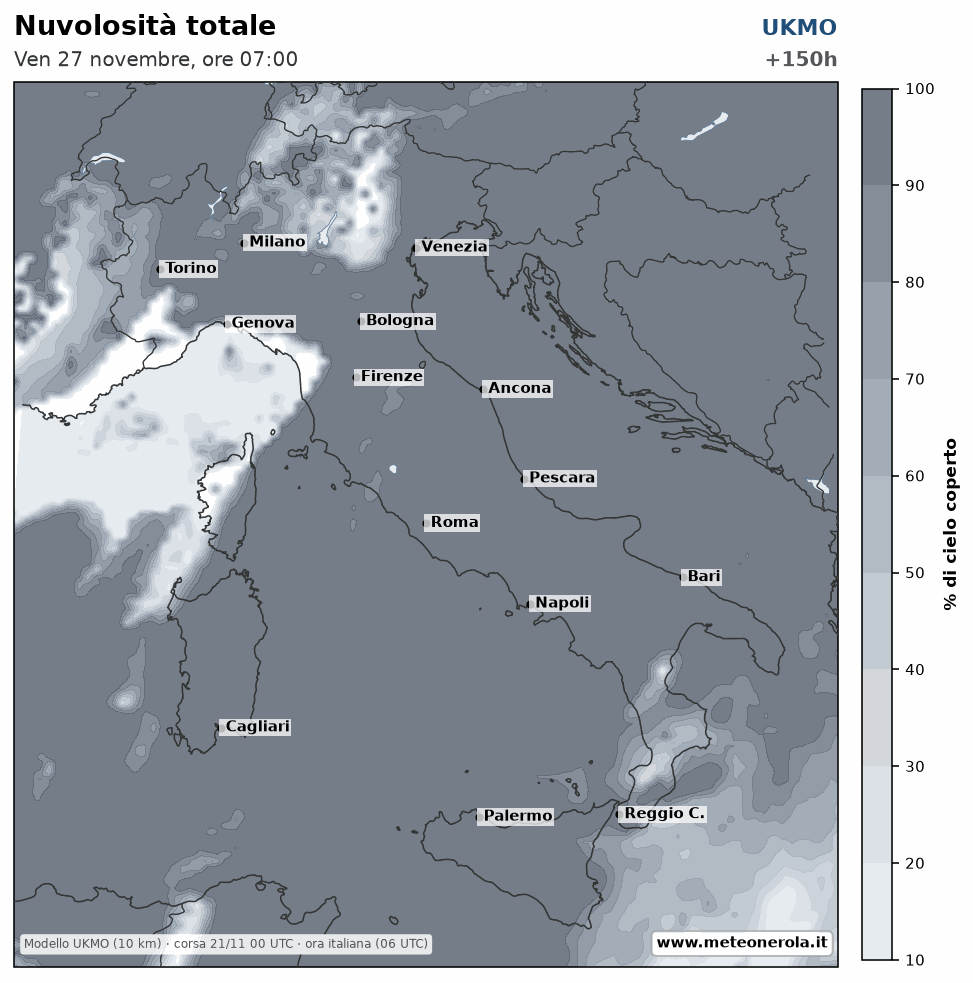 Nuvolosità totale
UKMO
Ven 27 novembre, ore 07:00
+150h
100
90
80
70
60
50
40
30
20
10
% di cielo coperto
Milano
Venezia
Torino
Genova
Bologna
Firenze
Ancona
Pescara
Roma
Bari
Napoli
Cagliari
Palermo
Reggio C.
Modello UKMO (10 km) · corsa 21/11 00 UTC · ora italiana (06 UTC)
www.meteonerola.it